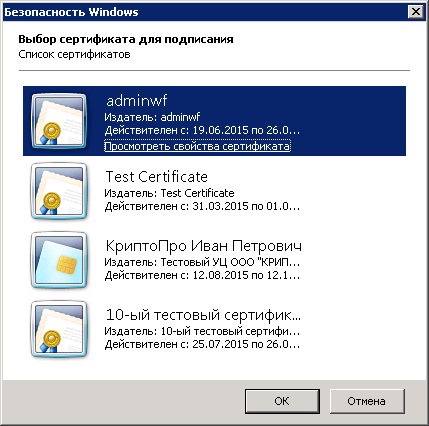 Безопасность Windows
Выбор сертификата для подписания
Список сертификатов
adminwf
Издатель: adminwf
Действителен с: 19.06.2015 по 26.0...
Просмотреть свойства сертификата
Test Certificate
Издатель: Test Certificate
Действителен с: 31.03.2015 по 01.0...
КриптоПро Иван Петрович
Издатель: Тестовый УЦ ООО "КРИП...
Действителен с: 12.08.2015 по 12.1...
10-ый тестовый сертифик...
Издатель: 10-ый тестовый сертифи...
Действителен с: 25.07.2015 по 26.0...
OK
Отмена